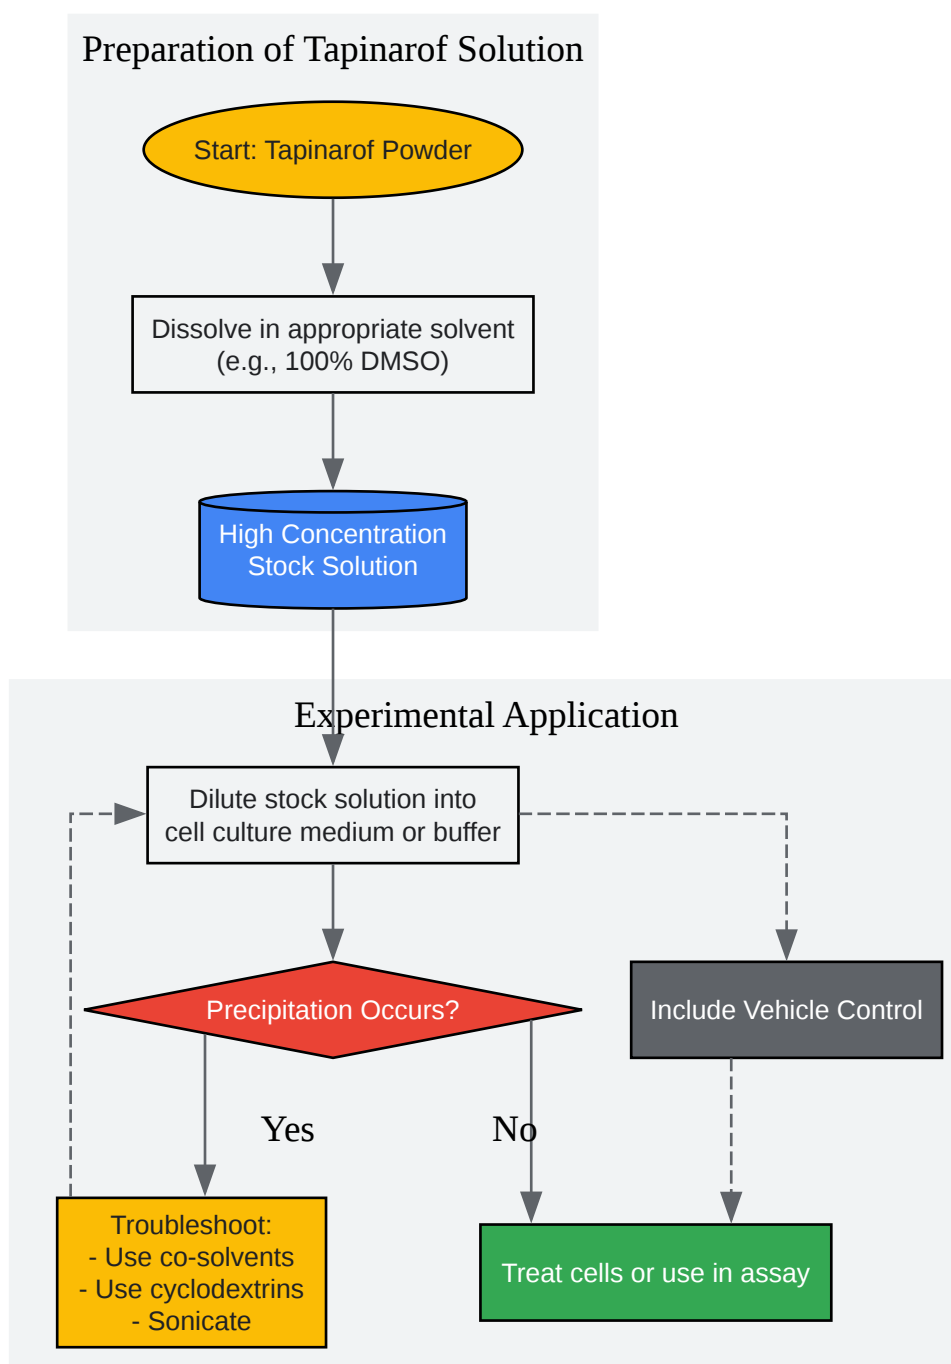 Preparation of Tapinarof Solution
Start: Tapinarof Powder
Dissolve in appropriate solvent
(e.g., 100% DMSO)
High Concentration
Stock Solution
Experimental Application
Dilute stock solution into
cell culture medium or buffer
Precipitation Occurs?
Include Vehicle Control
Yes
No
Troubleshoot:
- Use co-solvents
- Use cyclodextrins
- Sonicate
Treat cells or use in assay